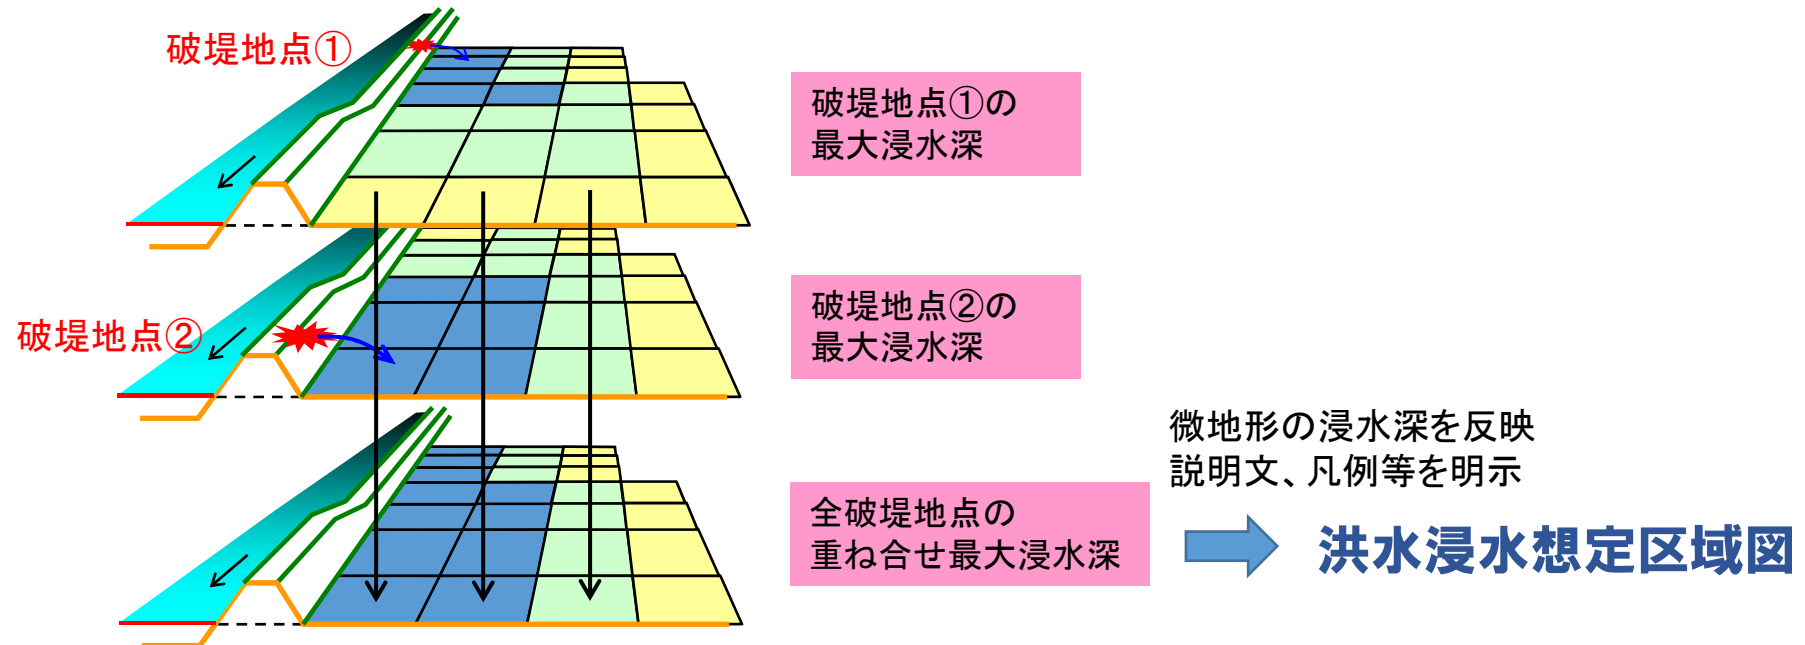 破堤地点①
破堤地点①の
最大浸水深
破堤地点②
破堤地点②の
最大浸水深
微地形の浸水深を反映
説明文、凡例等を明示
全破堤地点の
重ね合せ最大浸水深
洪水浸水想定区域図